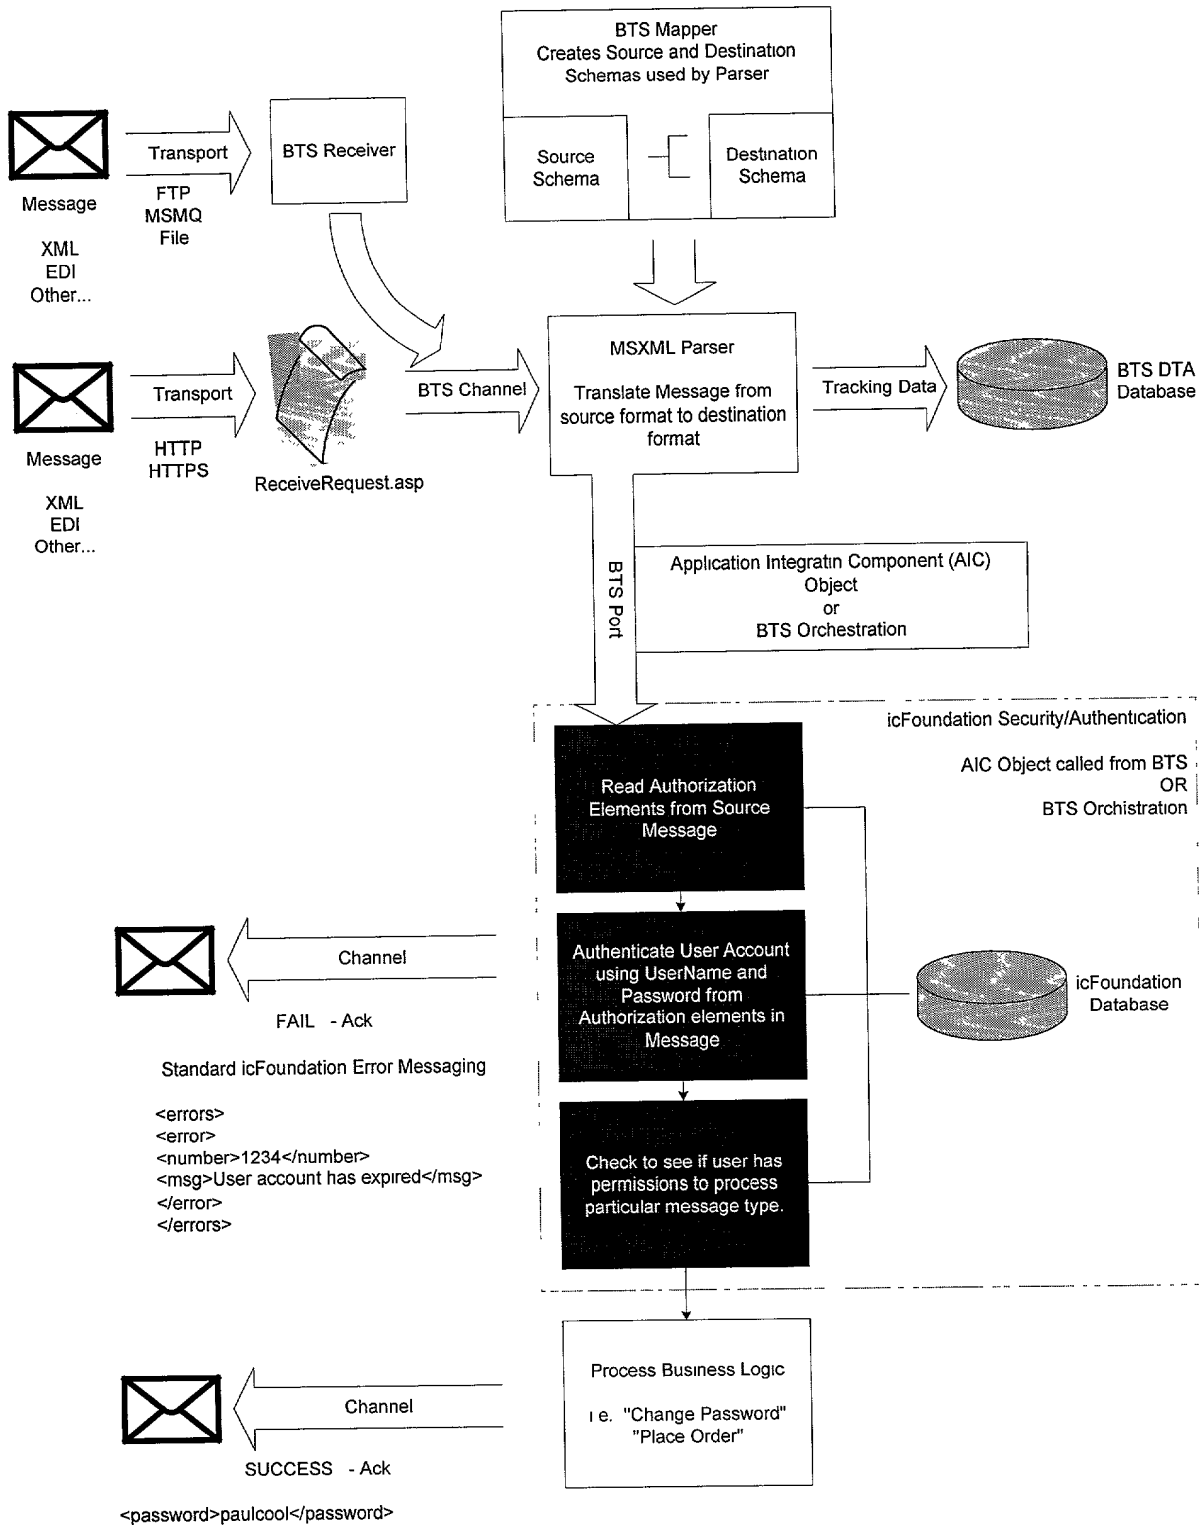 BTS Mapper
Creates Source and Destination
Schemas used by Parser
Source
Schema
Destination
Schema
Transport
BTS Receiver
FTP
MSMQ
File
Message
XML
EDI
Other...
MSXML Parser
Translate Message from
source format to destination
format
Transport
BTS Channel
Tracking Data
BTS DTA
Database
HTTP
HTTPS
Message
ReceiveRequest.asp
XML
EDI
Other...
BTS Port
Application Integratin Component (AIC)
Object
or
BTS Orchestration
icFoundation Security/Authentication
AIC Object called from BTS
OR
BTS Orchistration
Read Authorization
Elements from Source
Message
Authenticate User Account
using UserName and
Password from
Authorization elements in
Message
icFoundation
Database
Channel
FAIL - Ack
Standard icFoundation Error Messaging
<errors>
<error>
<number>1234</number>
<msg>User account has expired</msg>
</error>
</errors>
Check to see if user has
permissions to process
particular message type.
Process Business Logic
i e. "Change Password"
"Place Order"
Channel
SUCCESS - Ack
<password>paulcool</password>